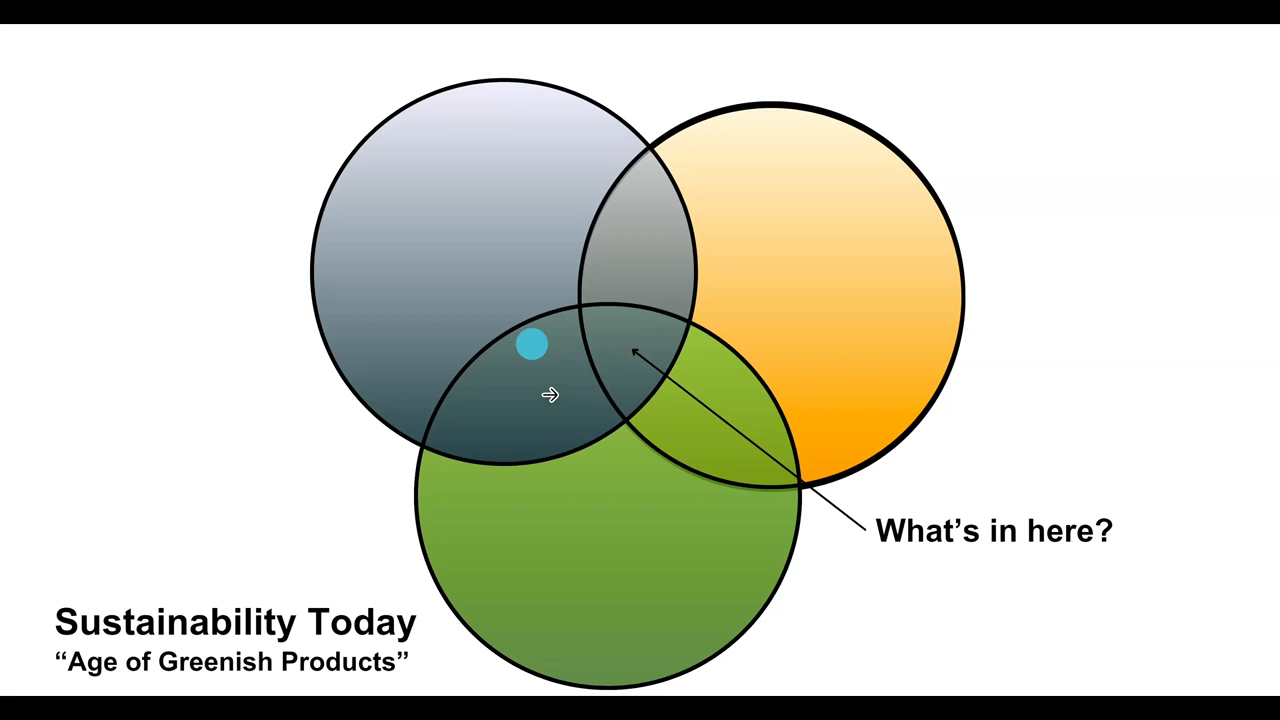 What’s in here?
Sustainability Today
“Age of Greenish Products”